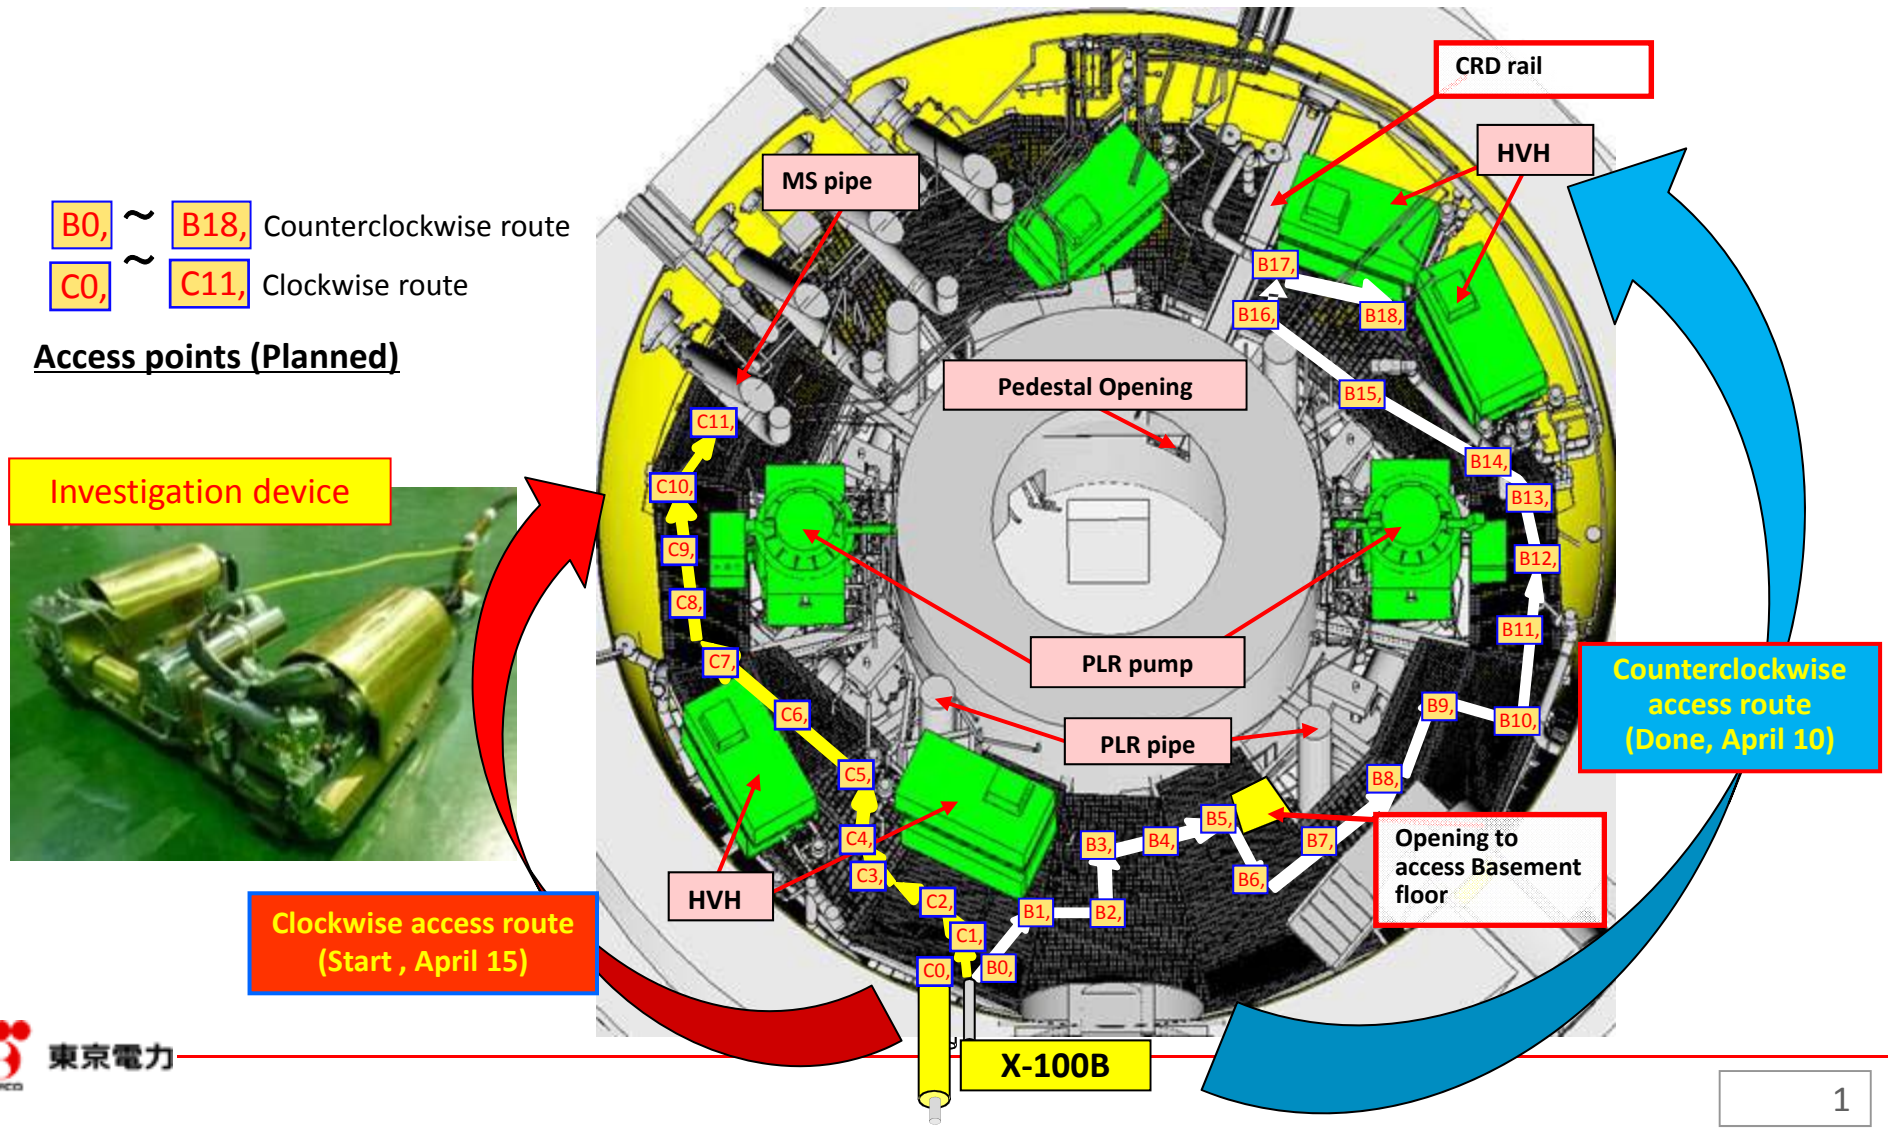 B0, ~ B18, Counterclockwise route
C0, ~ C11, Clockwise route
Access points (Planned)
Investigation device
Clockwise access route
(Start , April 15)
東京電力
CRD rail
HVH
MS pipe
Pedestal Opening
PLR pump
PLR pipe
HVH
Opening to
access Basement
floor
Counterclockwise
access route
(Done, April 10)
X-100B
B17,
B16,
B18,
B15,
B14,
B13,
B12,
B11,
B9,
B10,
B8,
B7,
B5,
B4,
B3,
B6,
B1,
B2,
B0,
C11,
C10,
C9,
C8,
C7,
C6,
C5,
C4,
C3,
C2,
C1,
C0,
1